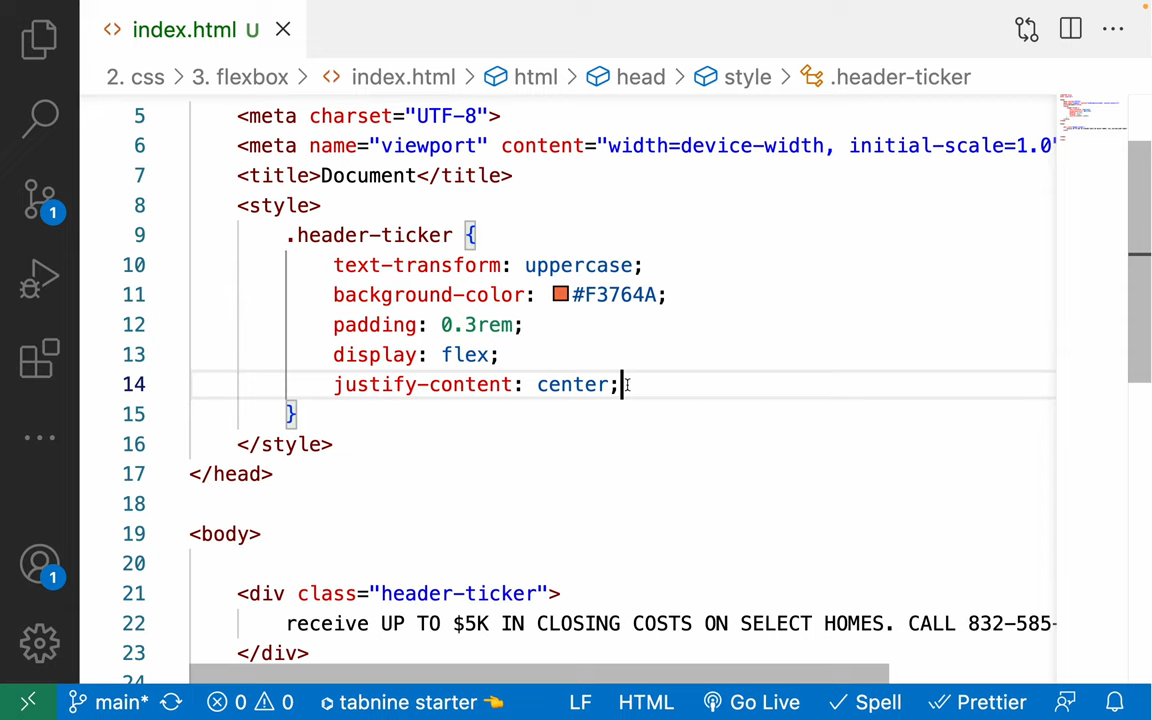 index.html U
2. css > 3. flexbox > index.html > html > head > style > .header-ticker
5 <meta charset="UTF-8">
6 <meta name="viewport" content="width=device-width, initial-scale=1.0"
7 <title>Document</title>
8 <style>
9 .header-ticker {
10 text-transform: uppercase;
11 background-color: #F3764A;
12 padding: 0.3rem;
13 display: flex;
14 justify-content: center;
15 }
16 </style>
17 </head>
18
19 <body>
20
21 <div class="header-ticker">
22 receive UP TO $5K IN CLOSING COSTS ON SELECT HOMES. CALL 832-585-
23 </div>
1
1
main* 0 0 tabnine starter LF HTML Go Live Spell Prettier